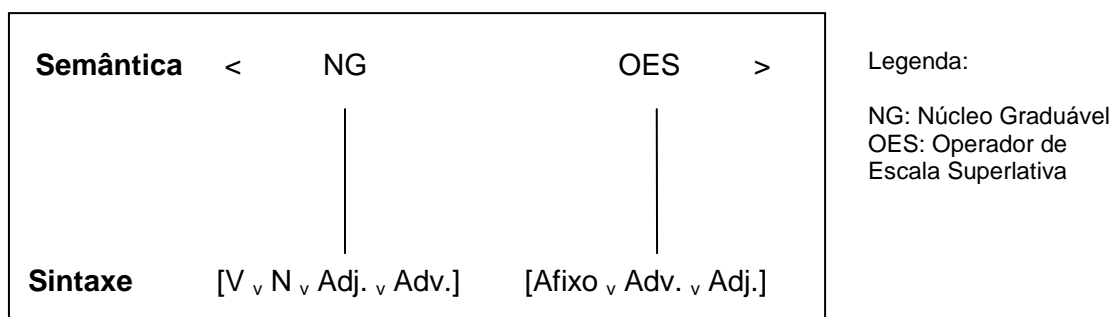 Semântica < NG OES >
Legenda:
NG: Núcleo Graduável
OES: Operador de
Escala Superlativa
Sintaxe [V v N v Adj. v Adv.] [Afixo v Adv. v Adj.]